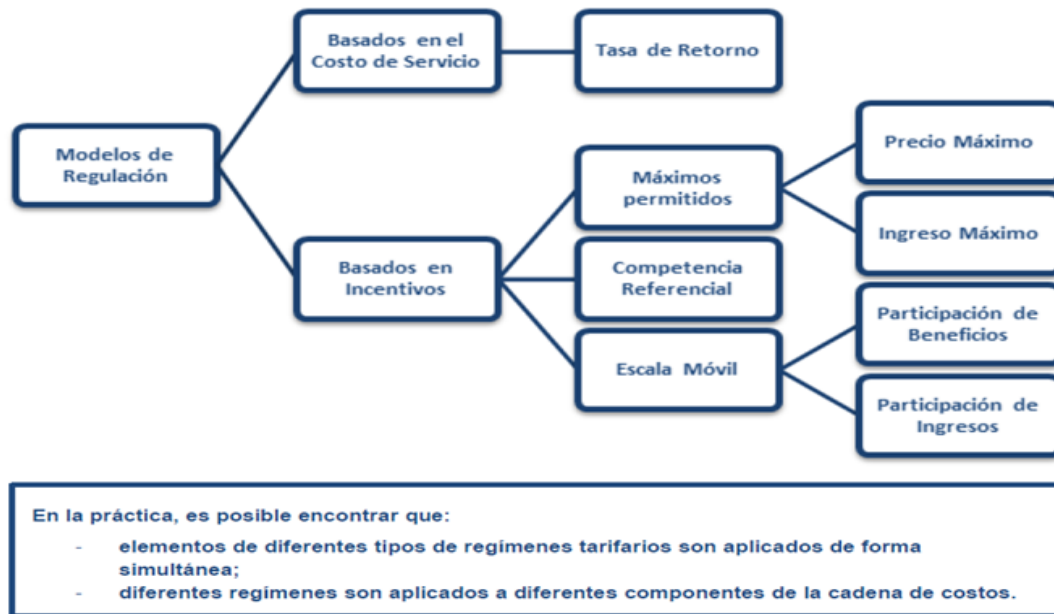 Basados en el
Costo de Servicio
Tasa de Retorno
Modelos de
Regulación
Precio Máximo
Máximos
permitidos
Ingreso Máximo
Basados en
Incentivos
Competencia
Referencial
Participación de
Beneficios
Escala Móvil
Participación de
Ingresos
En la práctica, es posible encontrar que:
- elementos de diferentes tipos de regímenes tarifarios son aplicados de forma
simultánea;
- diferentes regímenes son aplicados a diferentes componentes de la cadena de costos.